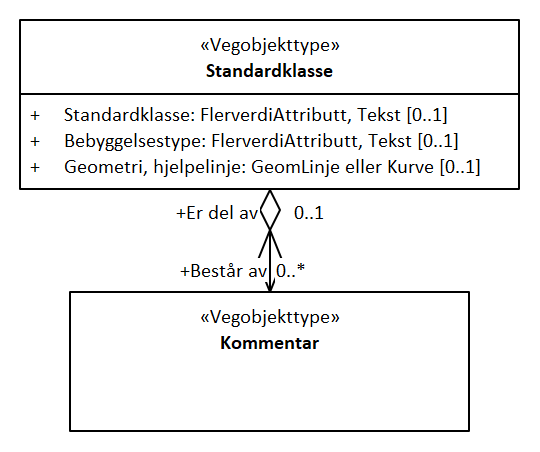 «Vegobjekttype»
Standardklasse
+ Standardklasse: FlerverdiAttributt, Tekst [0..1]
+ Bebyggelsestype: FlerverdiAttributt, Tekst [0..1]
+ Geometri, hjelpelinje: GeomLinje eller Kurve [0..1]
+Er del av 0..1
+Består av 0..*
«Vegobjekttype»
Kommentar